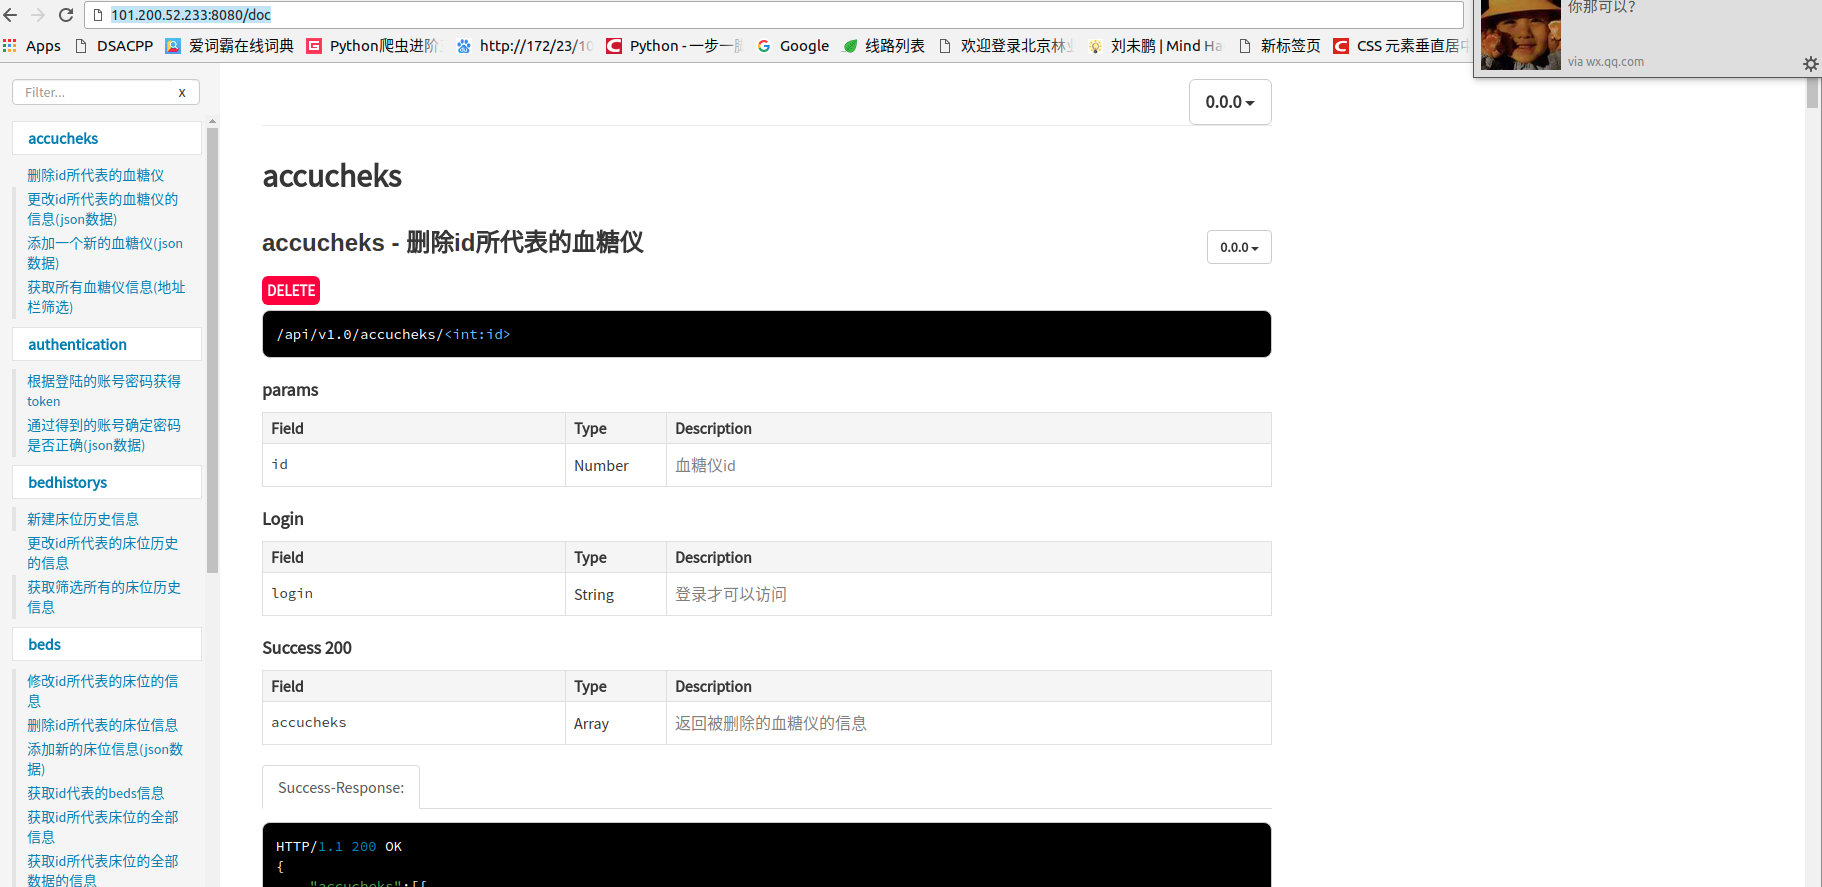 101.200.52.233:8080/doc
你那可以?
via wx.qq.com
Apps DSACPP 爱词霸在线词典 Python爬虫进阶 http://172/23/10 Python - 一步一 Google 线路列表 欢迎登录北京林 刘未鹏 | Mind Ha 新标签页 CSS 元素垂直居中
Filter... x
accucheks
删除id所代表的血糖仪
更改id所代表的血糖仪的
信息(json数据)
添加一个新的血糖仪(json
数据)
获取所有血糖仪信息(地址
栏筛选)
authentication
根据登陆的账号密码获得
token
通过得到的账号确定密码
是否正确(json数据)
bedhistorys
新建床位历史信息
更改id所代表的床位历史
的信息
获取筛选所有的床位历史
信息
beds
修改id所代表的床位的信
息
删除id所代表的床位信息
添加新的床位信息(json数
据)
获取id代表的beds信息
获取id所代表床位的全部
信息
获取id所代表床位的全部
数据的信息
0.0.0
accucheks
accucheks - 删除id所代表的血糖仪
0.0.0
DELETE
/api/v1.0/accucheks/<int:id>
params
Field Type Description
id Number 血糖仪id
Login
Field Type Description
login String 登录才可以访问
Success 200
Field Type Description
accucheks Array 返回被删除的血糖仪的信息
Success-Response:
HTTP/1.1 200 OK
{
"accucheks":[{